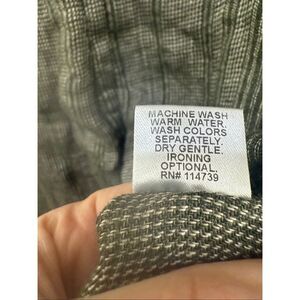 MACHINE WASH
WARM WATER.
WASH COLORS
SEPARATELY.
DRY GENTLE.
IRONING
OPTIONAL.
RN# 114739